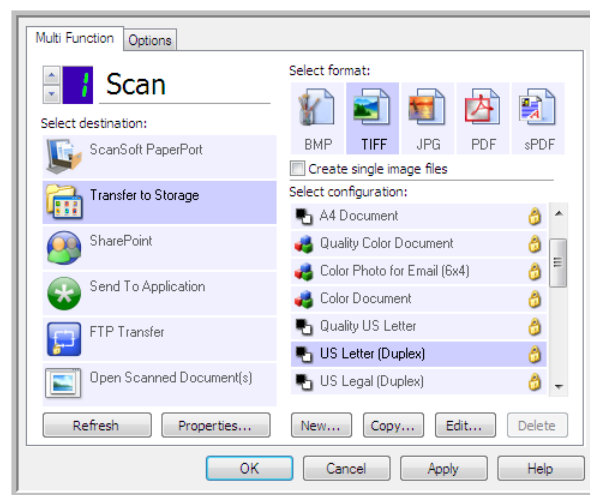 Multi Function
Options
1 Scan
Select destination:
ScanSoft PaperPort
Transfer to Storage
SharePoint
Send To Application
FTP Transfer
Open Scanned Document(s)
Refresh
Properties...
Select format:
BMP
TIFF
JPG
PDF
sPDF
Create single image files
Select configuration:
A4 Document
Quality Color Document
Color Photo for Email (6x4)
Color Document
Quality US Letter
US Letter (Duplex)
US Legal (Duplex)
New...
Copy...
Edit...
Delete
OK
Cancel
Apply
Help